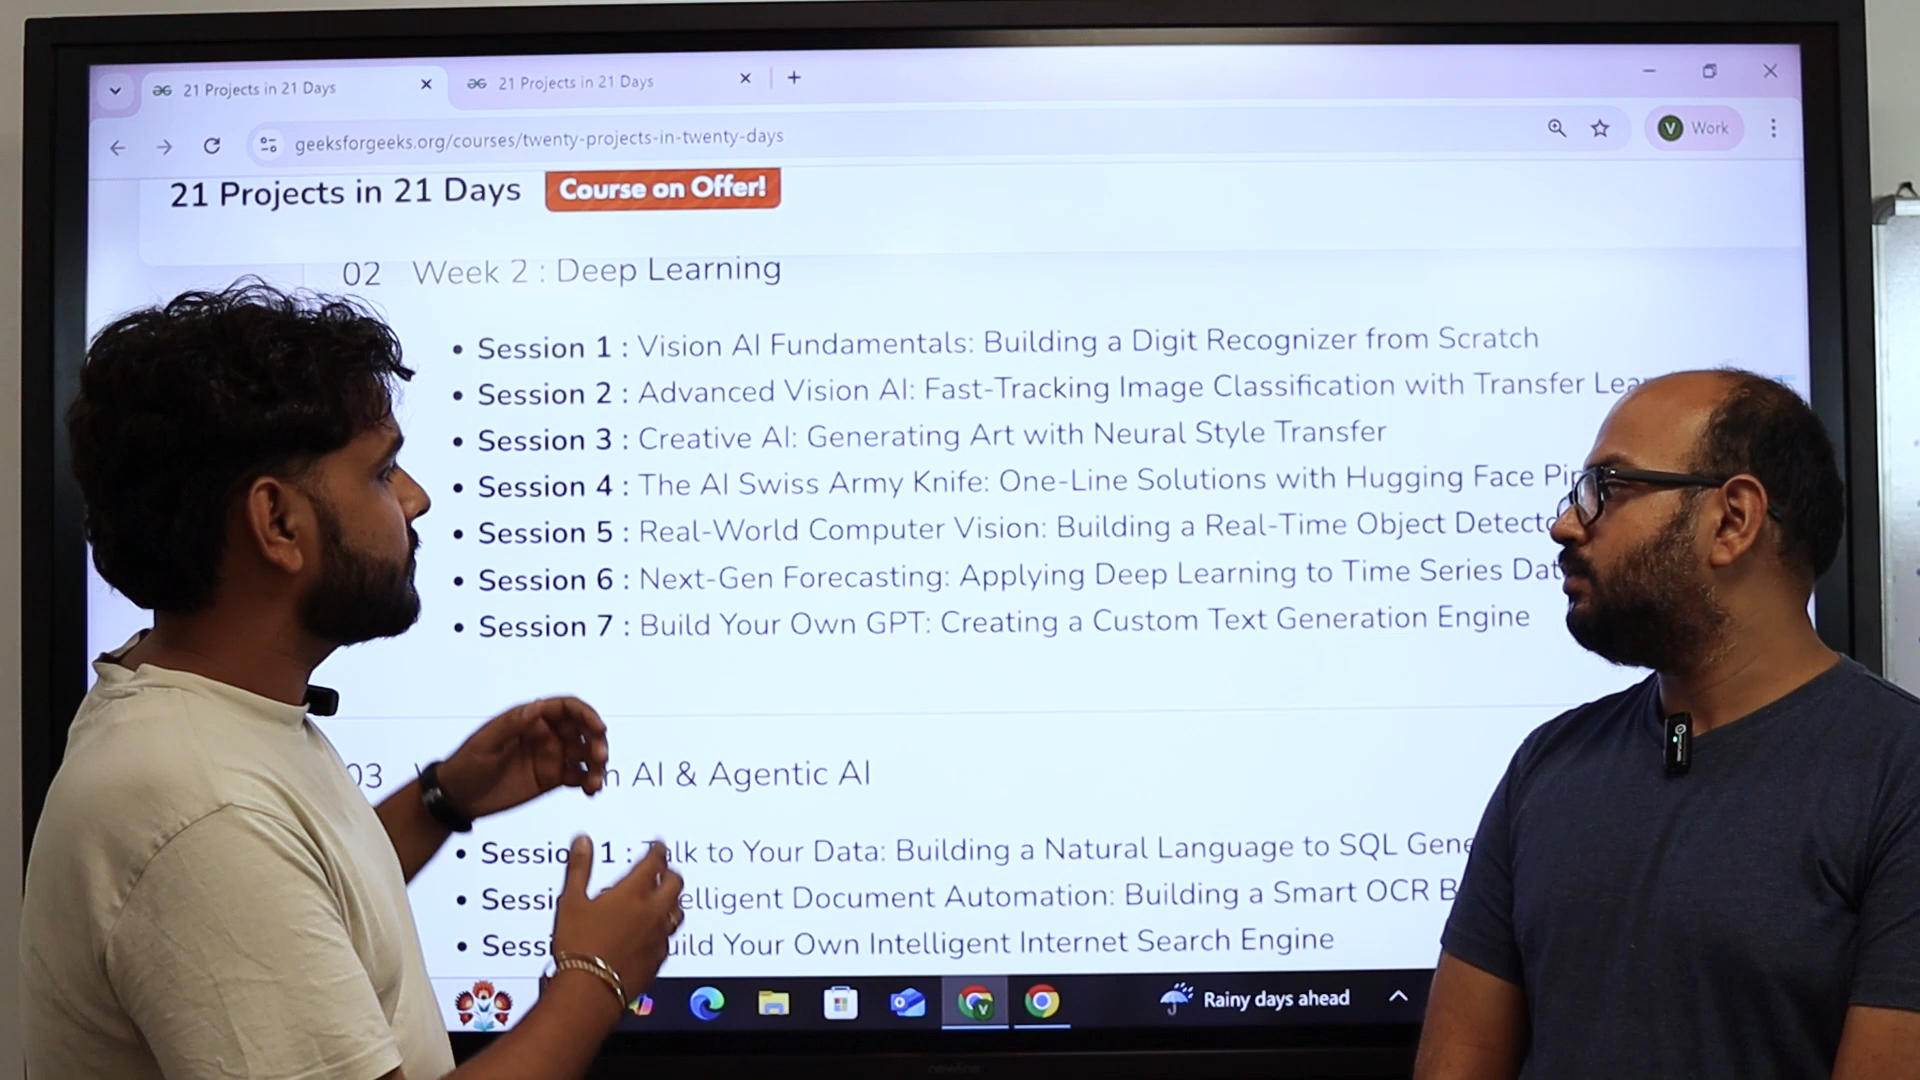 21 Projects in 21 Days
21 Projects in 21 Days
geeksforgeeks.org/courses/twenty-projects-in-twenty-days
V Work
21 Projects in 21 Days
Course on Offer!
02 Week 2 : Deep Learning
• Session 1 : Vision AI Fundamentals: Building a Digit Recognizer from Scratch
• Session 2 : Advanced Vision AI: Fast-Tracking Image Classification with Transfer
• Session 3 : Creative AI: Generating Art with Neural Style Transfer
• Session 4 : The AI Swiss Army Knife: One-Line Solutions with Hugging Face
• Session 5 : Real-World Computer Vision: Building a Real-Time Object
• Session 6 : Next-Gen Forecasting: Applying Deep Learning to Time Series
• Session 7 : Build Your Own GPT: Creating a Custom Text Generation Engine
03 AI & Agentic AI
• 1 : to Your Data: Building a Natural Language to SQL
• Document Automation: Building a Smart OCR
• Your Own Intelligent Internet Search Engine
Rainy days ahead
newline